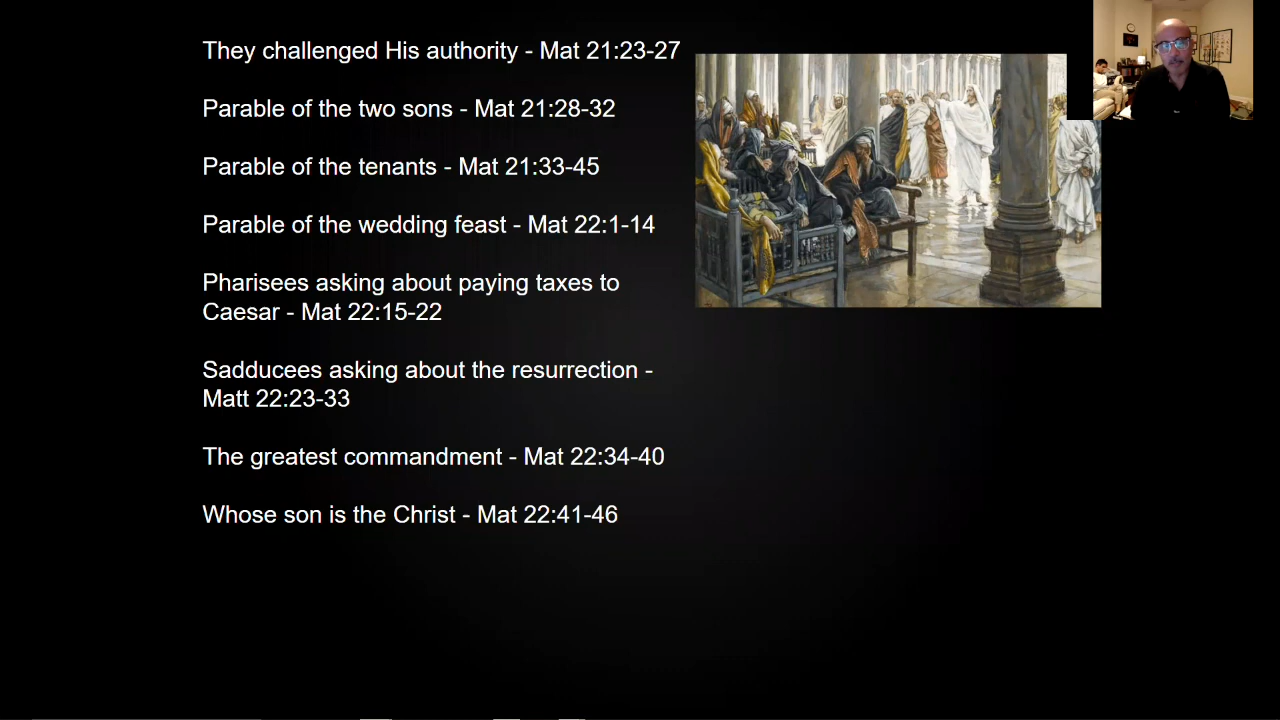 They challenged His authority - Mat 21:23-27
Parable of the two sons - Mat 21:28-32
Parable of the tenants - Mat 21:33-45
Parable of the wedding feast - Mat 22:1-14
Pharisees asking about paying taxes to
Caesar - Mat 22:15-22
Sadducees asking about the resurrection -
Matt 22:23-33
The greatest commandment - Mat 22:34-40
Whose son is the Christ - Mat 22:41-46